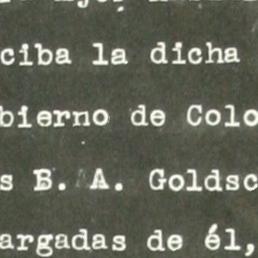 ciba la dicha
bierno de Colo
s B. A. Goldsc
argadas de él,